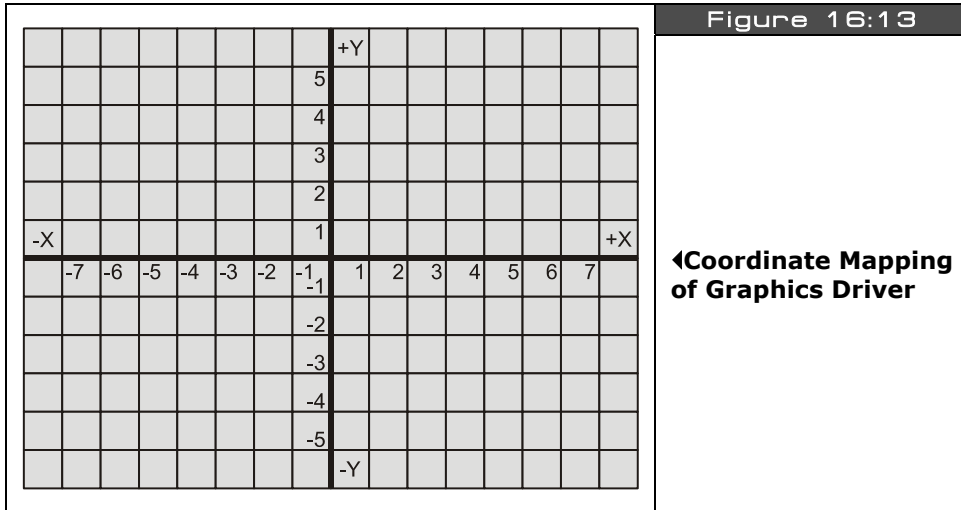 Figure 16:13
+Y
5
4
3
2
1
-X
+X
-7 -6 -5 -4 -3 -2 -1 1 2 3 4 5 6 7
-1
-2
-3
-4
-5
-Y
Coordinate Mapping
of Graphics Driver